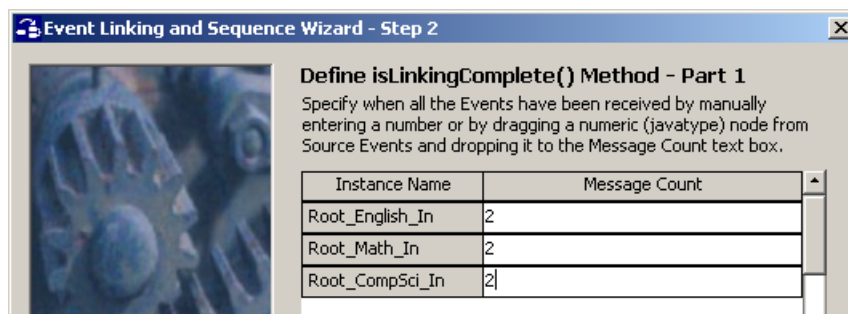 Event Linking and Sequence Wizard - Step 2
Define isLinkingComplete() Method - Part 1
Specify when all the Events have been received by manually
entering a number or by dragging a numeric (javatype) node from
Source Events and dropping it to the Message Count text box.
Instance Name Message Count
Root_English_In 2
Root_Math_In 2
Root_CompSci_In 2